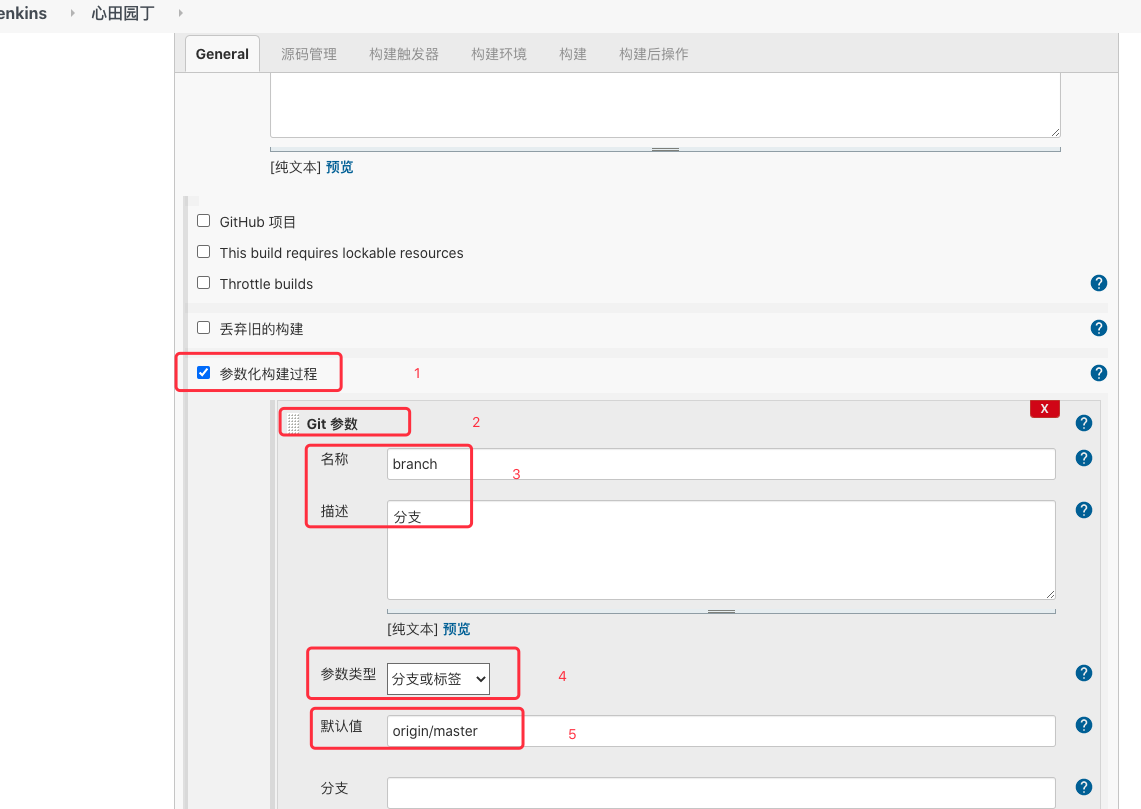 enkins 心田园丁
General 源码管理 构建触发器 构建环境 构建 构建后操作
[纯文本] 预览
GitHub 项目
This build requires lockable resources
Throttle builds ?
丢弃旧的构建 ?
参数化构建过程 1 ?
X
Git 参数 2 ?
名称 branch 3 ?
描述 分支 ?
[纯文本] 预览
参数类型 分支或标签 4 ?
默认值 origin/master 5 ?
分支 ?